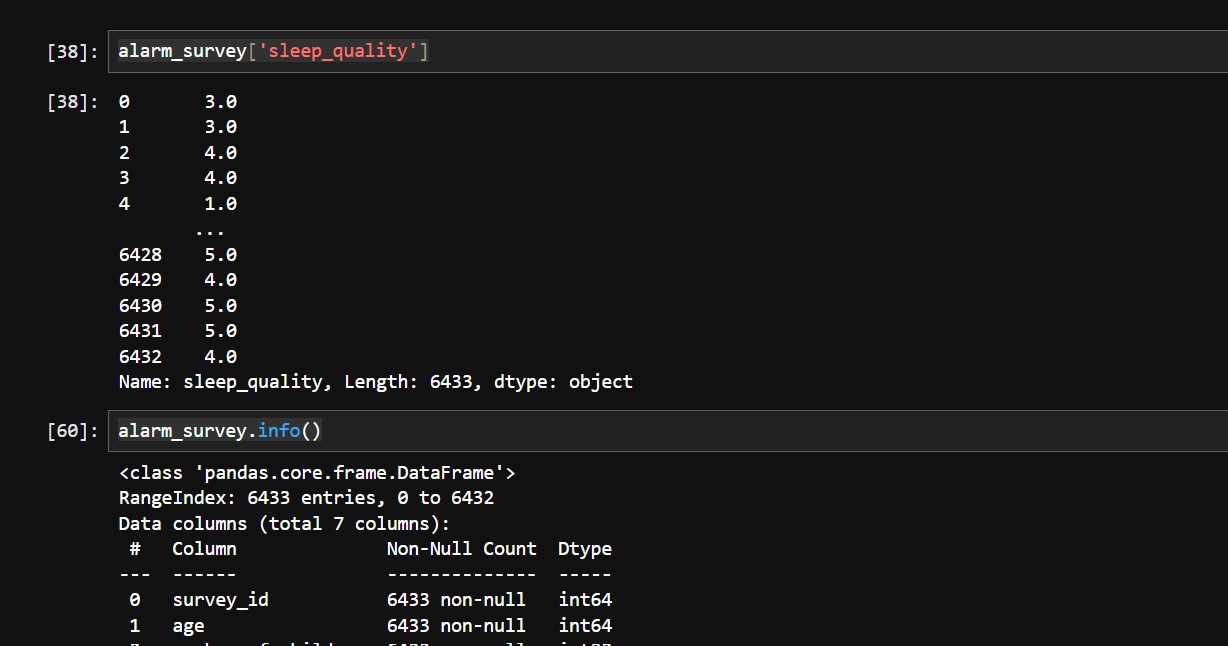 [38]: alarm_survey['sleep_quality']
[38]: 0       3.0
1       3.0
2       4.0
3       4.0
4       1.0
...
6428    5.0
6429    4.0
6430    5.0
6431    5.0
6432    4.0
Name: sleep_quality, Length: 6433, dtype: object
[60]: alarm_survey.info()
<class 'pandas.core.frame.DataFrame'>
RangeIndex: 6433 entries, 0 to 6432
Data columns (total 7 columns):
#   Column              Non-Null Count  Dtype
---  ------              --------------  -----
0   survey_id           6433 non-null   int64
1   age                 6433 non-null   int64